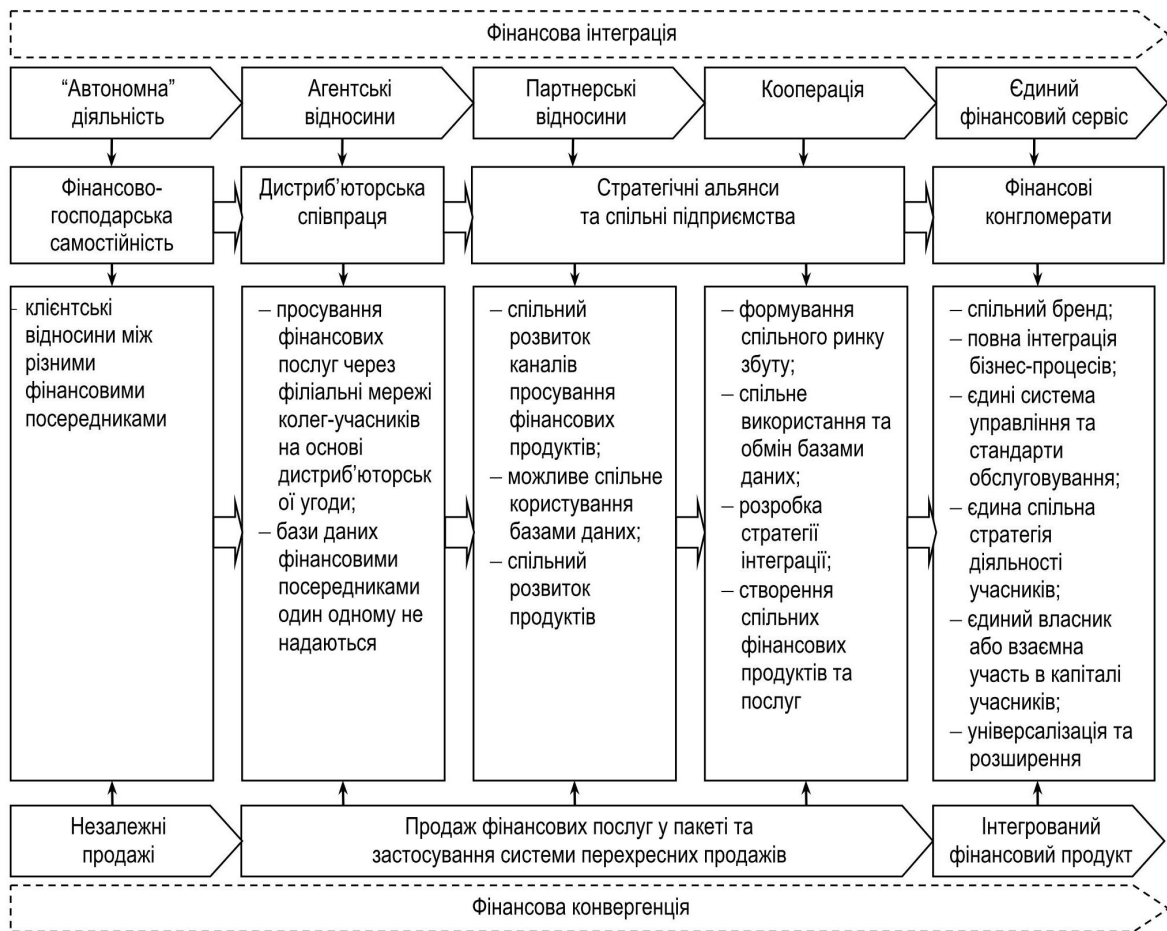 Фінансова інтеграція
“Автономна”
діяльність
Агентські
відносини
Партнерські
відносини
Кооперація
Єдиний
фінансовий сервіс
Фінансово-
господарська
самостійність
Дистриб’юторська
співпраця
Стратегічні альянси
та спільні підприємства
Фінансові
конгломерати
– клієнтські
відносини між
різними
фінансовими
посередниками
– просування
фінансових
послуг через
філіальні мережі
колег-учасників
на основі
дистриб’юторськ
ої угоди;
– бази даних
фінансовими
посередниками
один одному не
надаються
– спільний
розвиток
каналів
просування
фінансових
продуктів;
– можливе спільне
користування
базами даних;
– спільний
розвиток
продуктів
– формування
спільного ринку
збуту;
– спільне
використання та
обмін базами
даних;
– розробка
стратегії
інтеграції;
– створення
спільних
фінансових
продуктів та
послуг
– спільний бренд;
– повна інтеграція
бізнес-процесів;
– єдині система
управління та
стандарти
обслуговування;
– єдина спільна
стратегія
діяльності
учасників;
– єдиний власник
або взаємна
участь в капіталі
учасників;
– універсалізація та
розширення
Незалежні
продажі
Продаж фінансових послуг у пакеті та
застосування системи перехресних продажів
Інтегрований
фінансовий продукт
Фінансова конвергенція